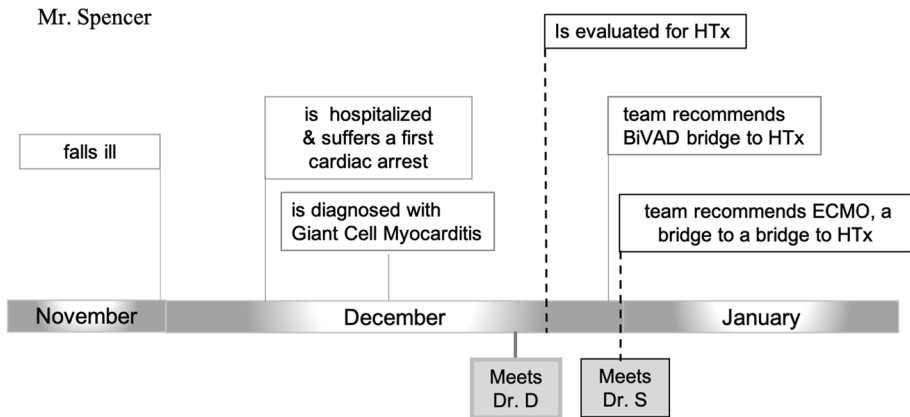 Mr. Spencer
Is evaluated for HTx
is hospitalized
& suffers a first
cardiac arrest
team recommends
BiVAD bridge to HTx
falls ill
is diagnosed with
Giant Cell Myocarditis
team recommends ECMO, a
bridge to a bridge to HTx
November
December
January
Meets
Dr. D
Meets
Dr. S